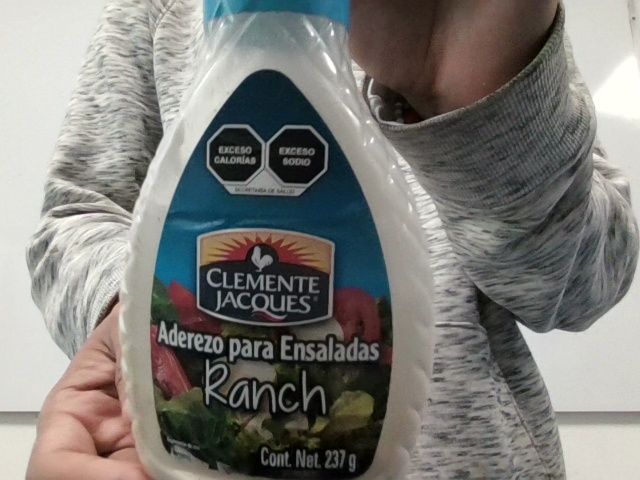 EXCESO CALORÍAS
EXCESO SODIO
SECRETARÍA DE SALUD
CLEMENTE
JACQUES
Aderezo para Ensaladas
Ranch
Cont. Net. 237 g